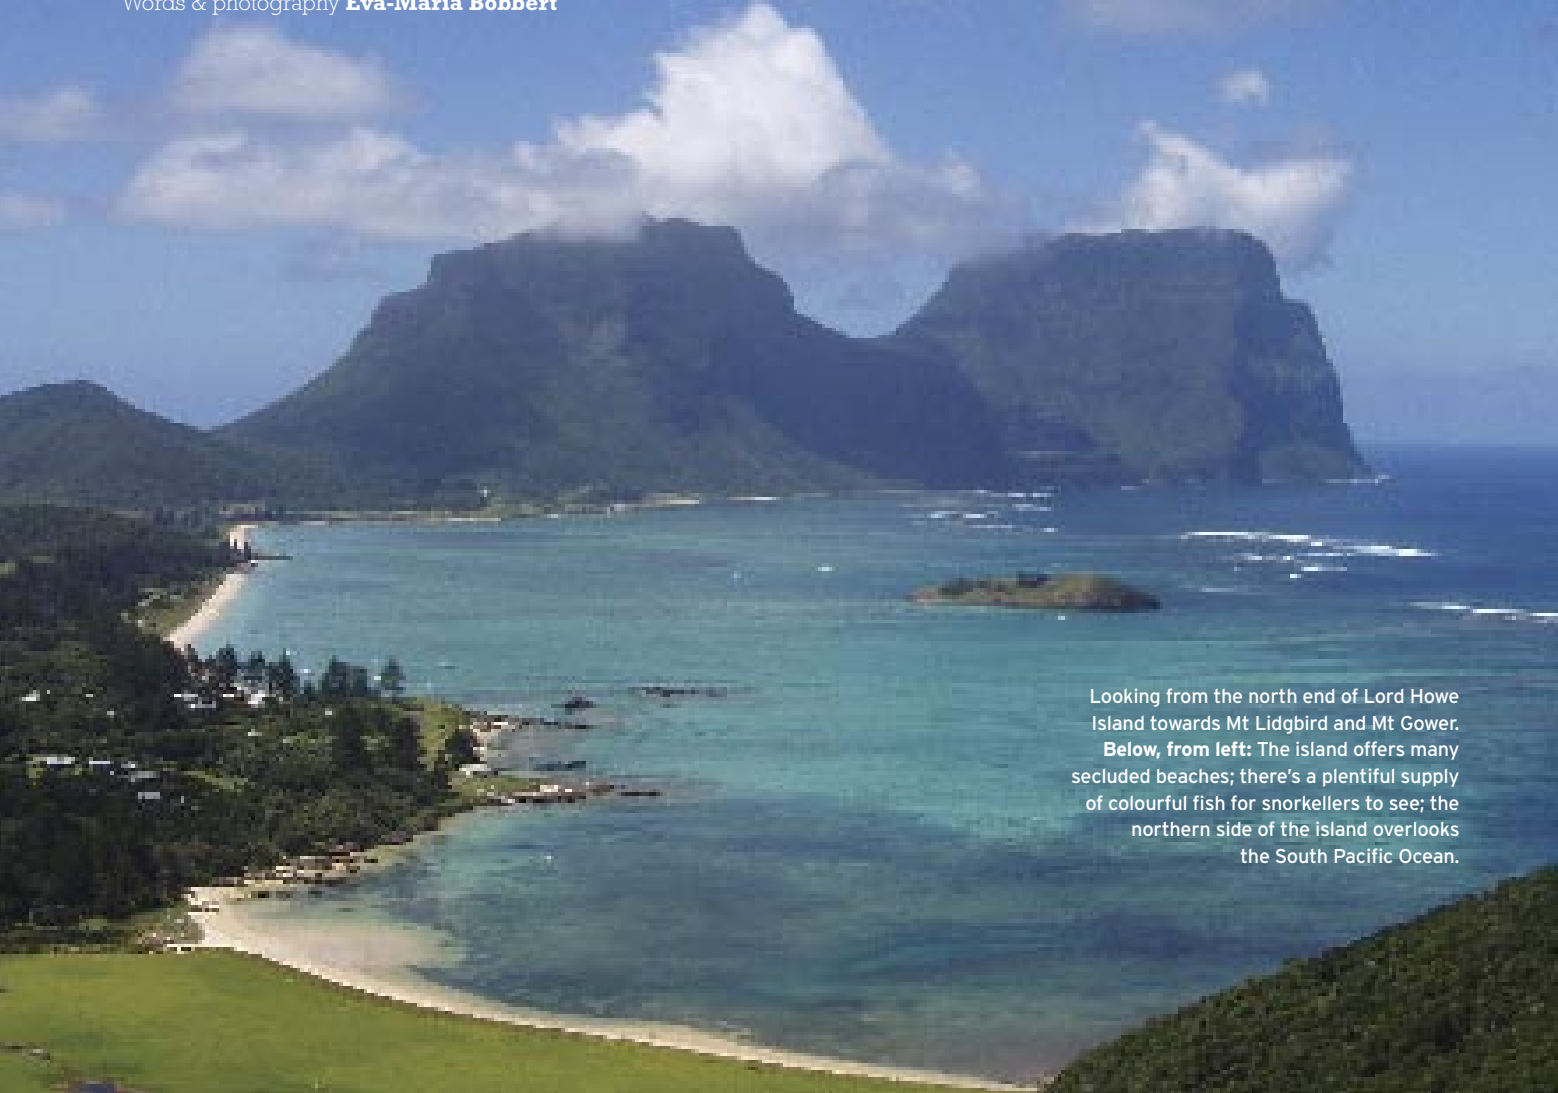 Words & photography Eva-Maria Bobbert
Looking from the north end of Lord Howe
Island towards Mt Lidgbird and Mt Gower.
Below, from left: The island offers many
secluded beaches; there's a plentiful supply
of colourful fish for snorkellers to see; the
northern side of the island overlooks
the South Pacific Ocean.